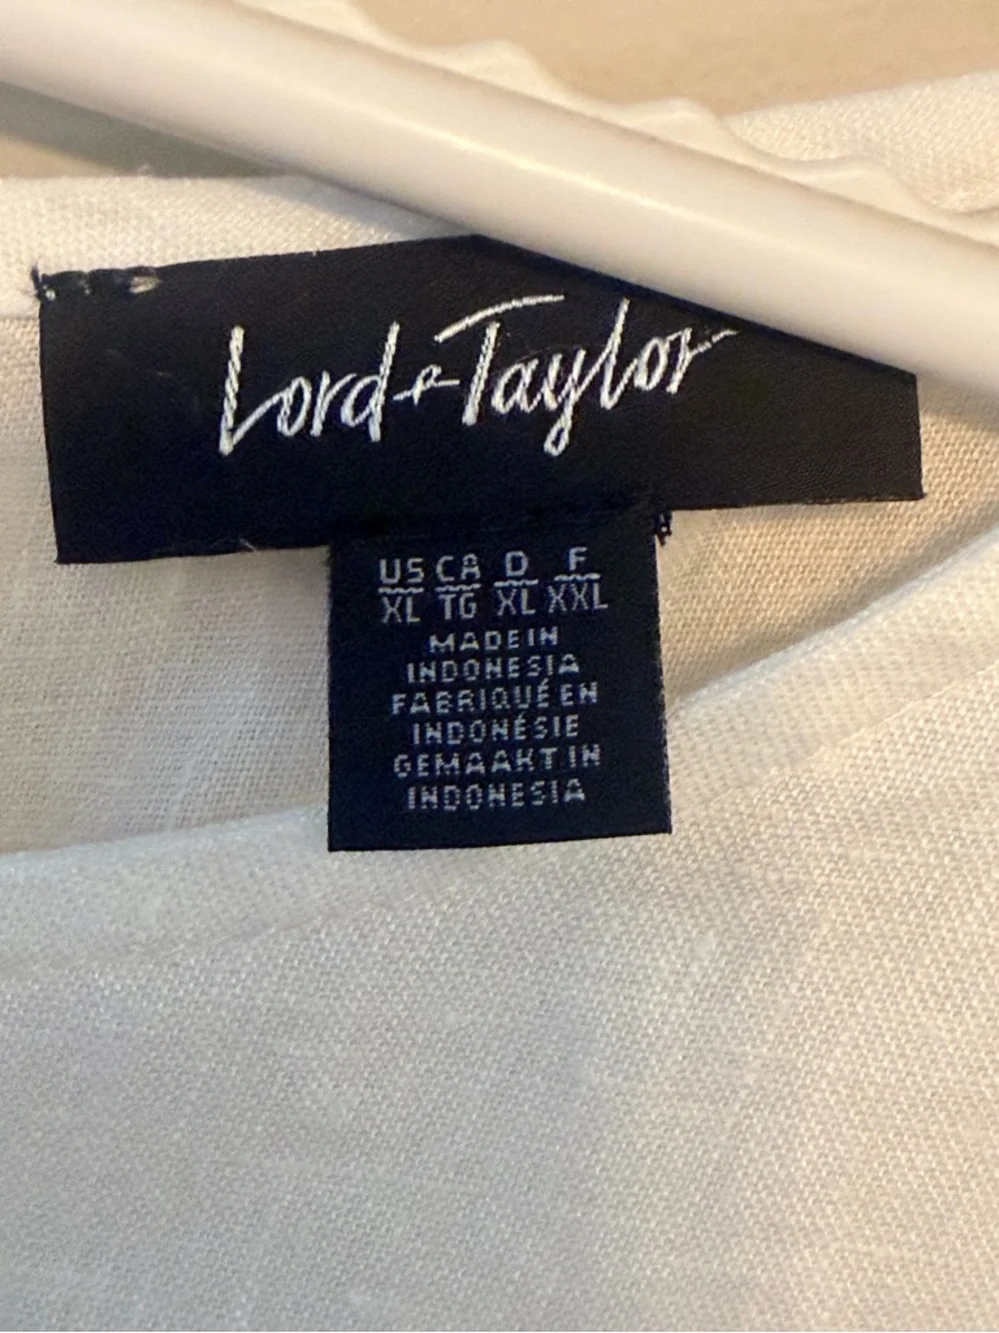 Lord & Taylor
US CA D F
XL TG XL XXL
MADE IN
INDONESIA
FABRIQUÉ EN
INDONÉSIE
GEMAAKT IN
INDONESIA